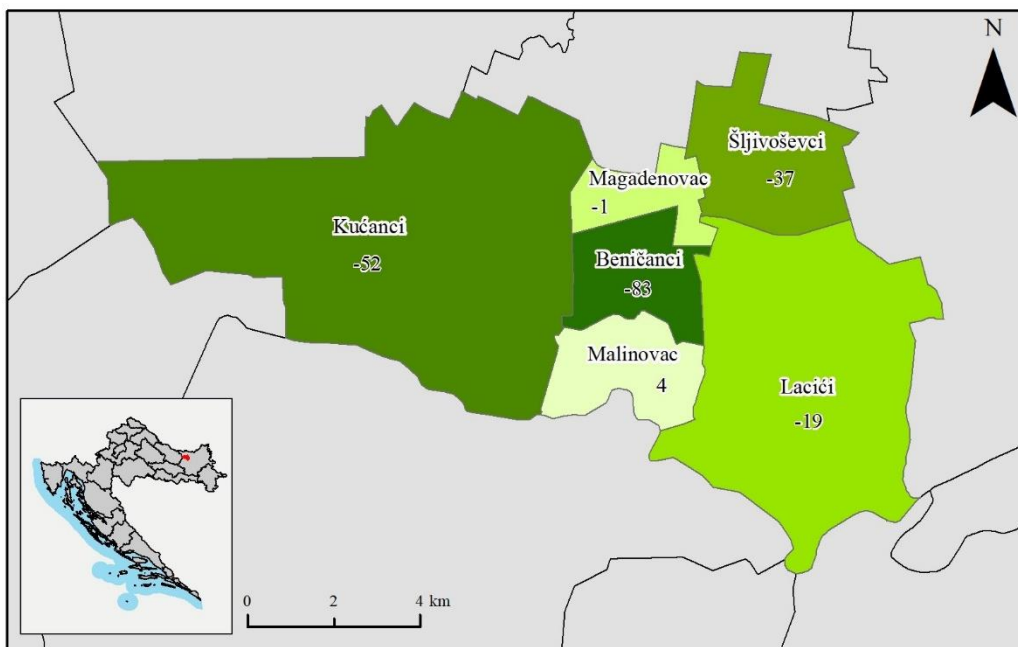 N
Šljivoševci
-37
Magadenovac
-1
Kućanci
-52
Beničanci
-83
Malinovac
4
Lacići
-19
0 2 4 km